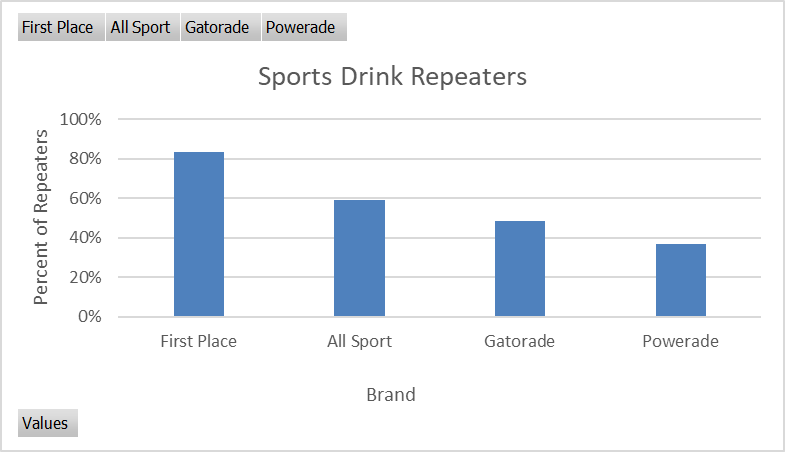 First Place All Sport Gatorade Powerade
Sports Drink Repeaters
Percent of Repeaters
100%
80%
60%
40%
20%
0%
First Place All Sport Gatorade Powerade
Brand
Values